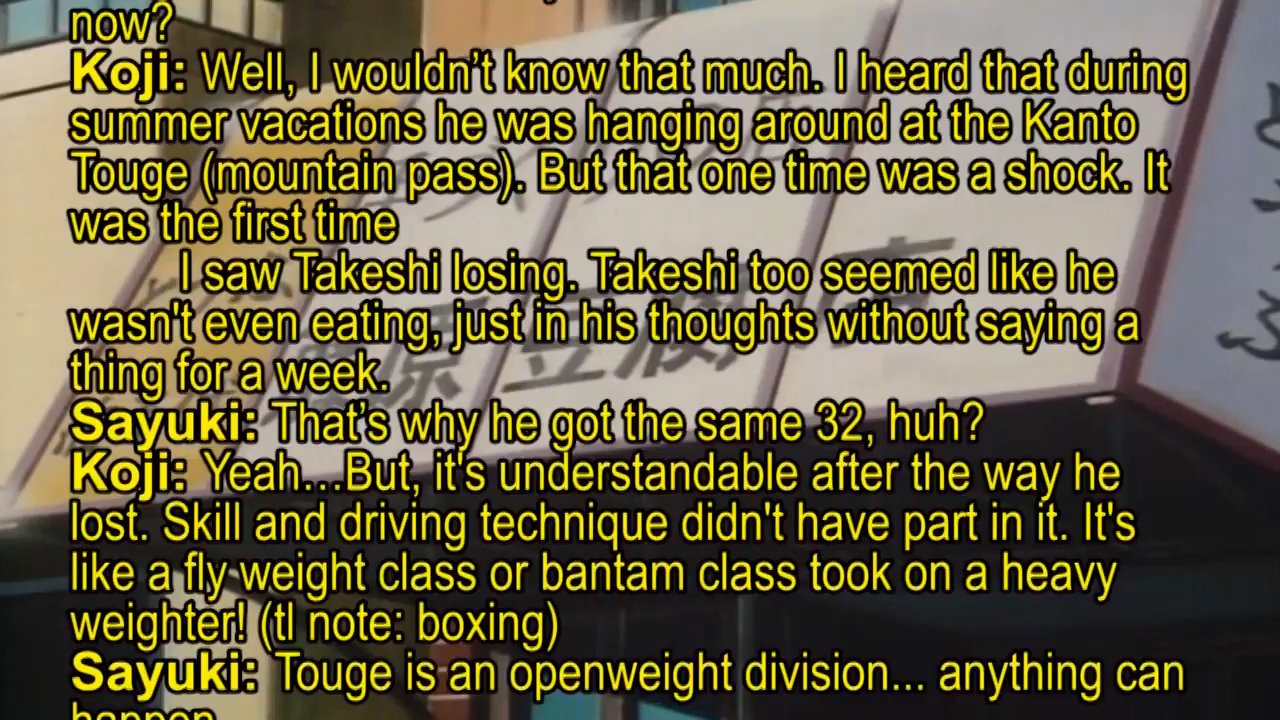 now?
Koji: Well, I wouldn’t know that much. I heard that during
summer vacations he was hanging around at the Kanto
Touge (mountain pass). But that one time was a shock. It
was the first time
I saw Takeshi losing. Takeshi too seemed like he
wasn't even eating, just in his thoughts without saying a
thing for a week.
Sayuki: That’s why he got the same 32, huh?
Koji: Yeah…But, it's understandable after the way he
lost. Skill and driving technique didn't have part in it. It's
like a fly weight class or bantam class took on a heavy
weighter! (tl note: boxing)
Sayuki: Touge is an openweight division... anything can
happen